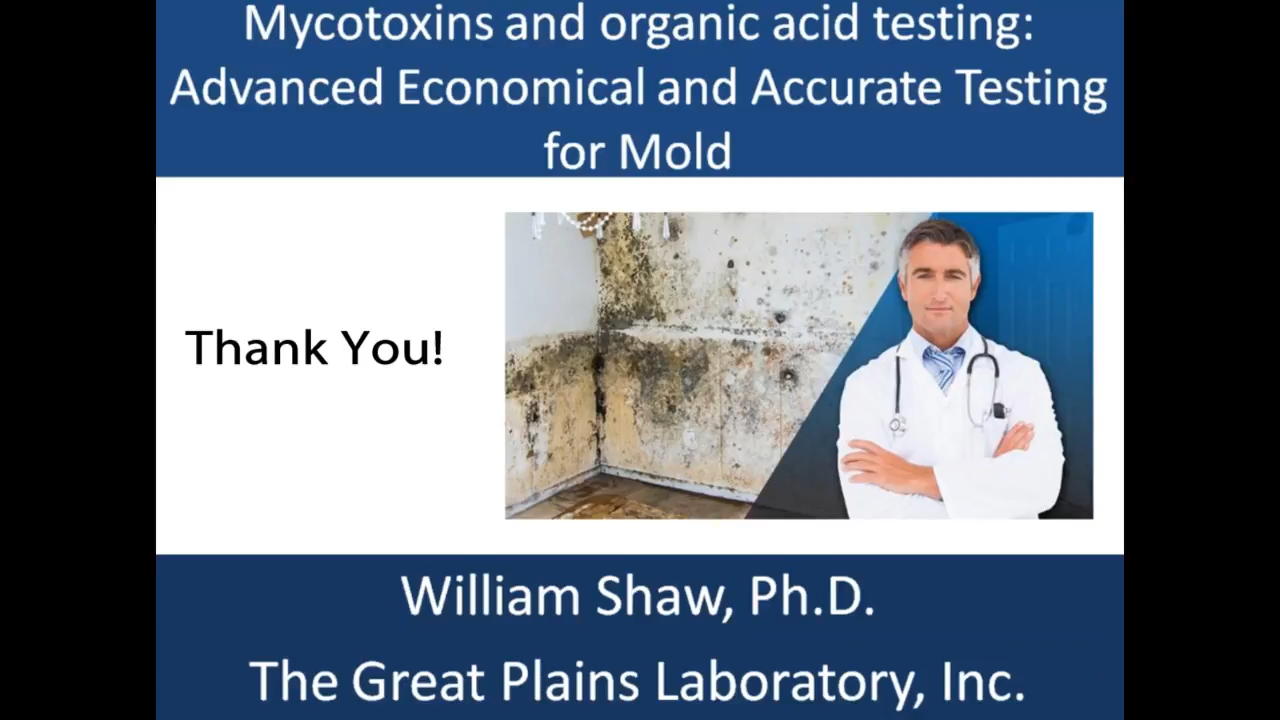 Mycotoxins and organic acid testing:
Advanced Economical and Accurate Testing
for Mold
Thank You!
William Shaw, Ph.D.
The Great Plains Laboratory, Inc.